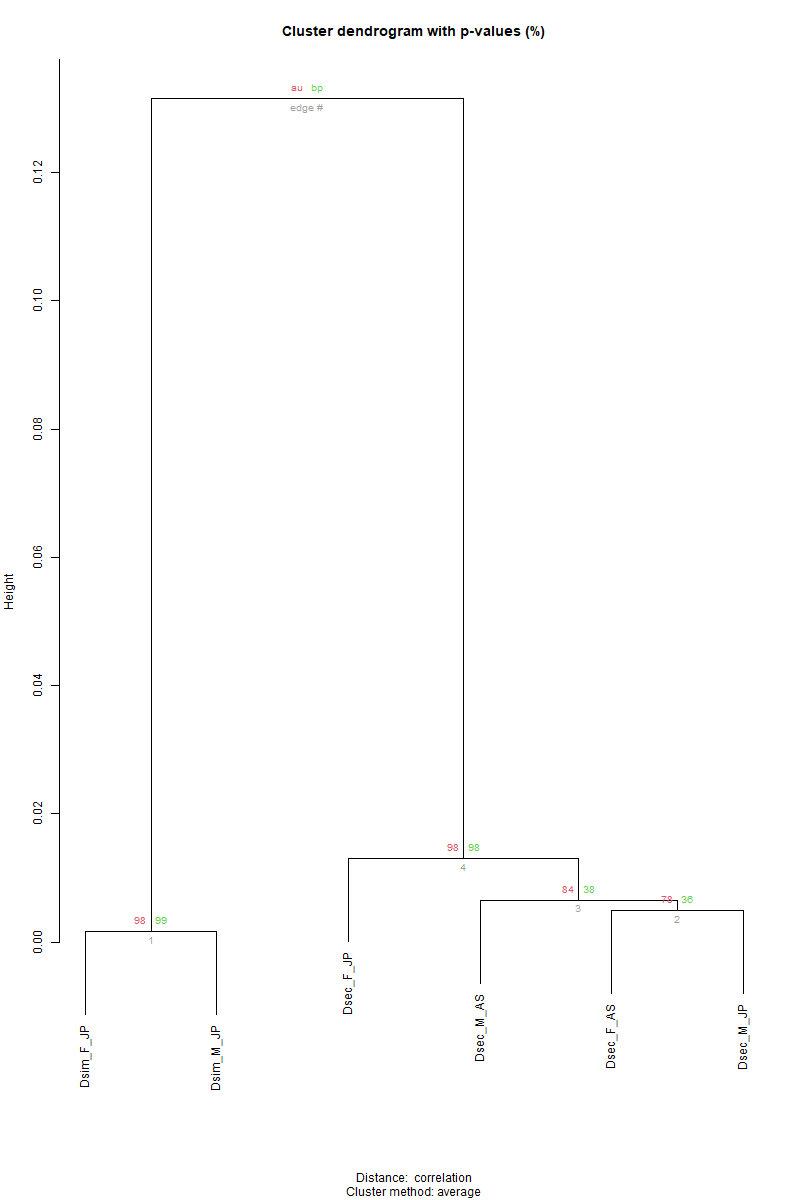 Cluster dendrogram with p-values (%)
au bp
edge #
0.12
0.10
0.08
0.06
0.04
0.02
0.00
Height
98 98
4
84 38
3
78 36
2
98 99
1
Dsim_F_JP
Dsim_M_JP
Dsec_F_JP
Dsec_M_AS
Dsec_F_AS
Dsec_M_JP
Distance: correlation
Cluster method: average